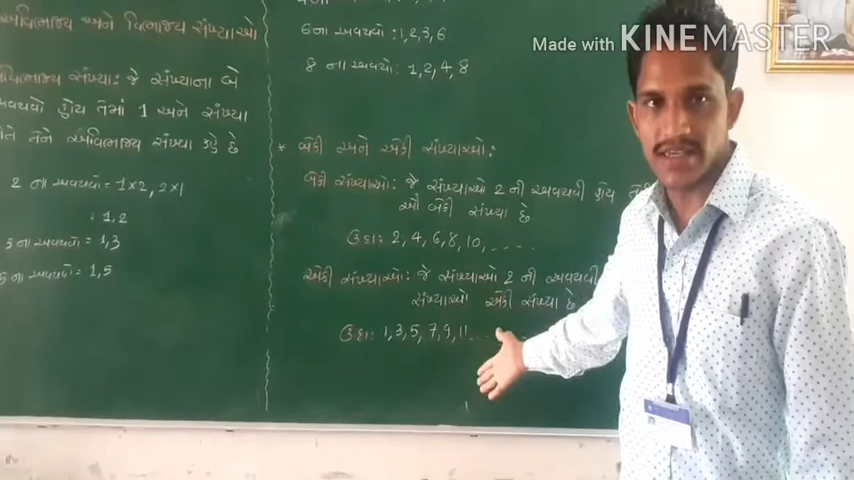 અવિભાજ્ય અને વિભાજ્ય સંખ્યાઓ
અવિભાજ્ય સંખ્યા: જે સંખ્યાના બે
અવયવો હોય તેમાં 1 અને સંખ્યા
પોતે તેને અવિભાજ્ય સંખ્યા કહે છે
2 ના અવયવો = 1×2, 2×1
= 1,2
3 ના અવયવો = 1,3
5 ના અવયવો = 1,5
6ના અવયવો : 1,2,3,6
8 ના અવયવો: 1,2,4,8
* બેકી અને એકી સંખ્યાઓ:
બેકી સંખ્યાઓ: જે સંખ્યાઓ 2 ની અવયવી હોય
બેકી સંખ્યા છે
ઉદા: 2, 4, 6, 8, 10, ....
એકી સંખ્યાઓ: જે સંખ્યાઓ 2 ની અવયવી
સંખ્યાઓ એકી સંખ્યા છે
ઉદા: 1,3,5, 7,9,11...
Made with KINEMASTER